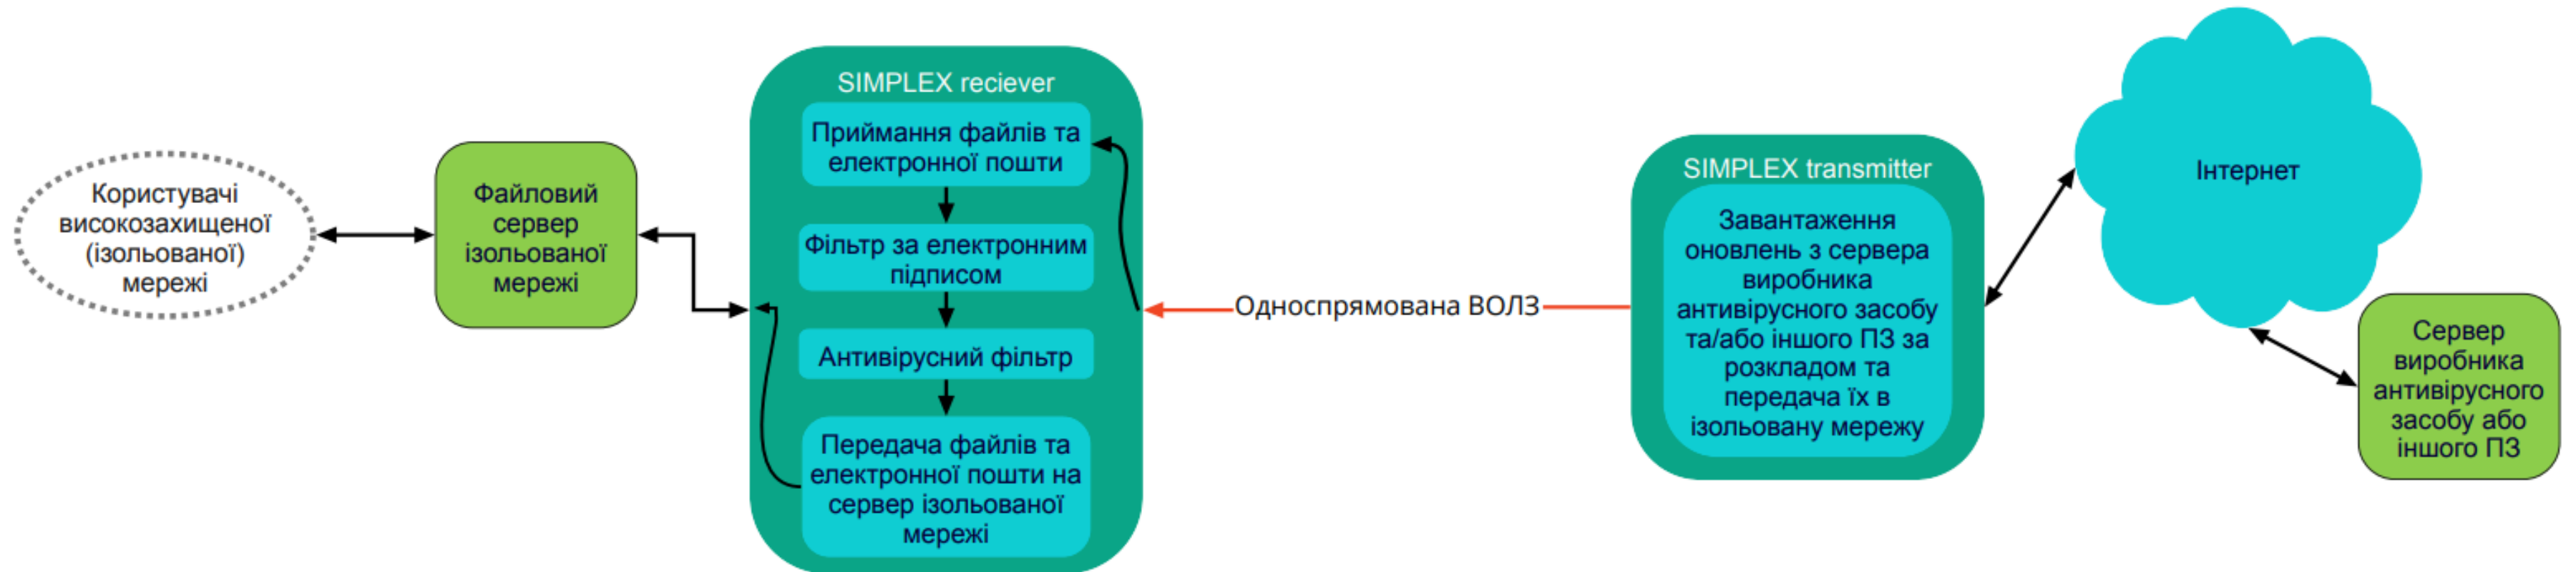 Користувачі
високозахищеної
(ізольованої)
мережі
Файловий
сервер
ізольованої
мережі
SIMPLEX reciever
Приймання файлів та
електронної пошти
Фільтр за електронним
підписом
Антивірусний фільтр
Передача файлів та
електронної пошти на
сервер ізольованої
мережі
Односпрямована ВОЛЗ
SIMPLEX transmitter
Завантаження
оновлень з сервера
виробника
антивірусного засобу
та/або іншого ПЗ за
розкладом та
передача їх в
ізольовану мережу
Інтернет
Сервер
виробника
антивірусного
засобу або
іншого ПЗ